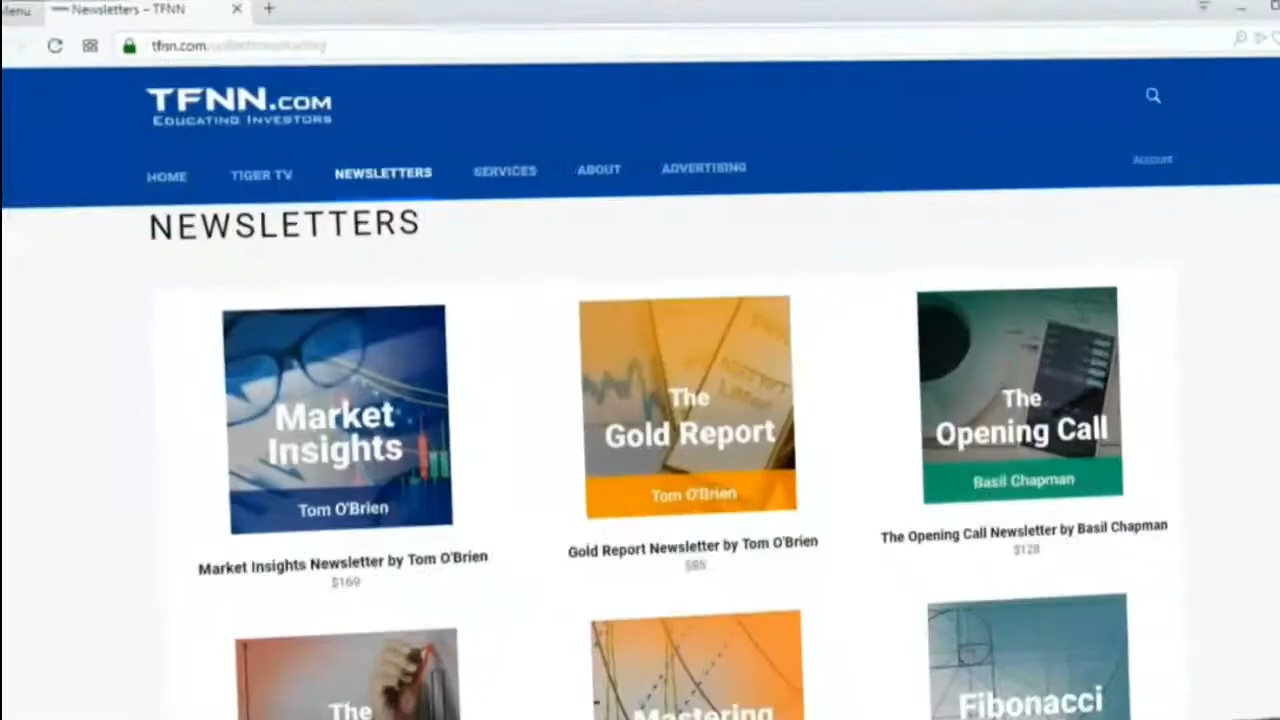 Newsletters – TFNN
tfnn.com
TFNN.COM
EDUCATING INVESTORS
Account
HOME TIGER TV NEWSLETTERS SERVICES ABOUT ADVERTISING
NEWSLETTERS
Market
Insights
Tom O'Brien
Market Insights Newsletter by Tom O'Brien
$169
The
Gold Report
Tom O'Brien
Gold Report Newsletter by Tom O'Brien
The
Opening Call
Basil Chapman
The Opening Call Newsletter by Basil Chapman
$128
The
Mastering
Fibonacci